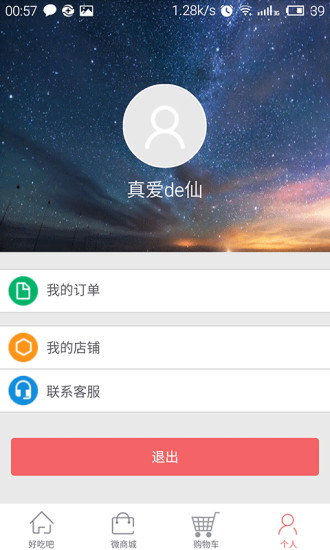 00:57 1.28k/s 39
真爱de仙
我的订单
我的店铺
联系客服
退出
好吃吧 微商城 购物车 个人